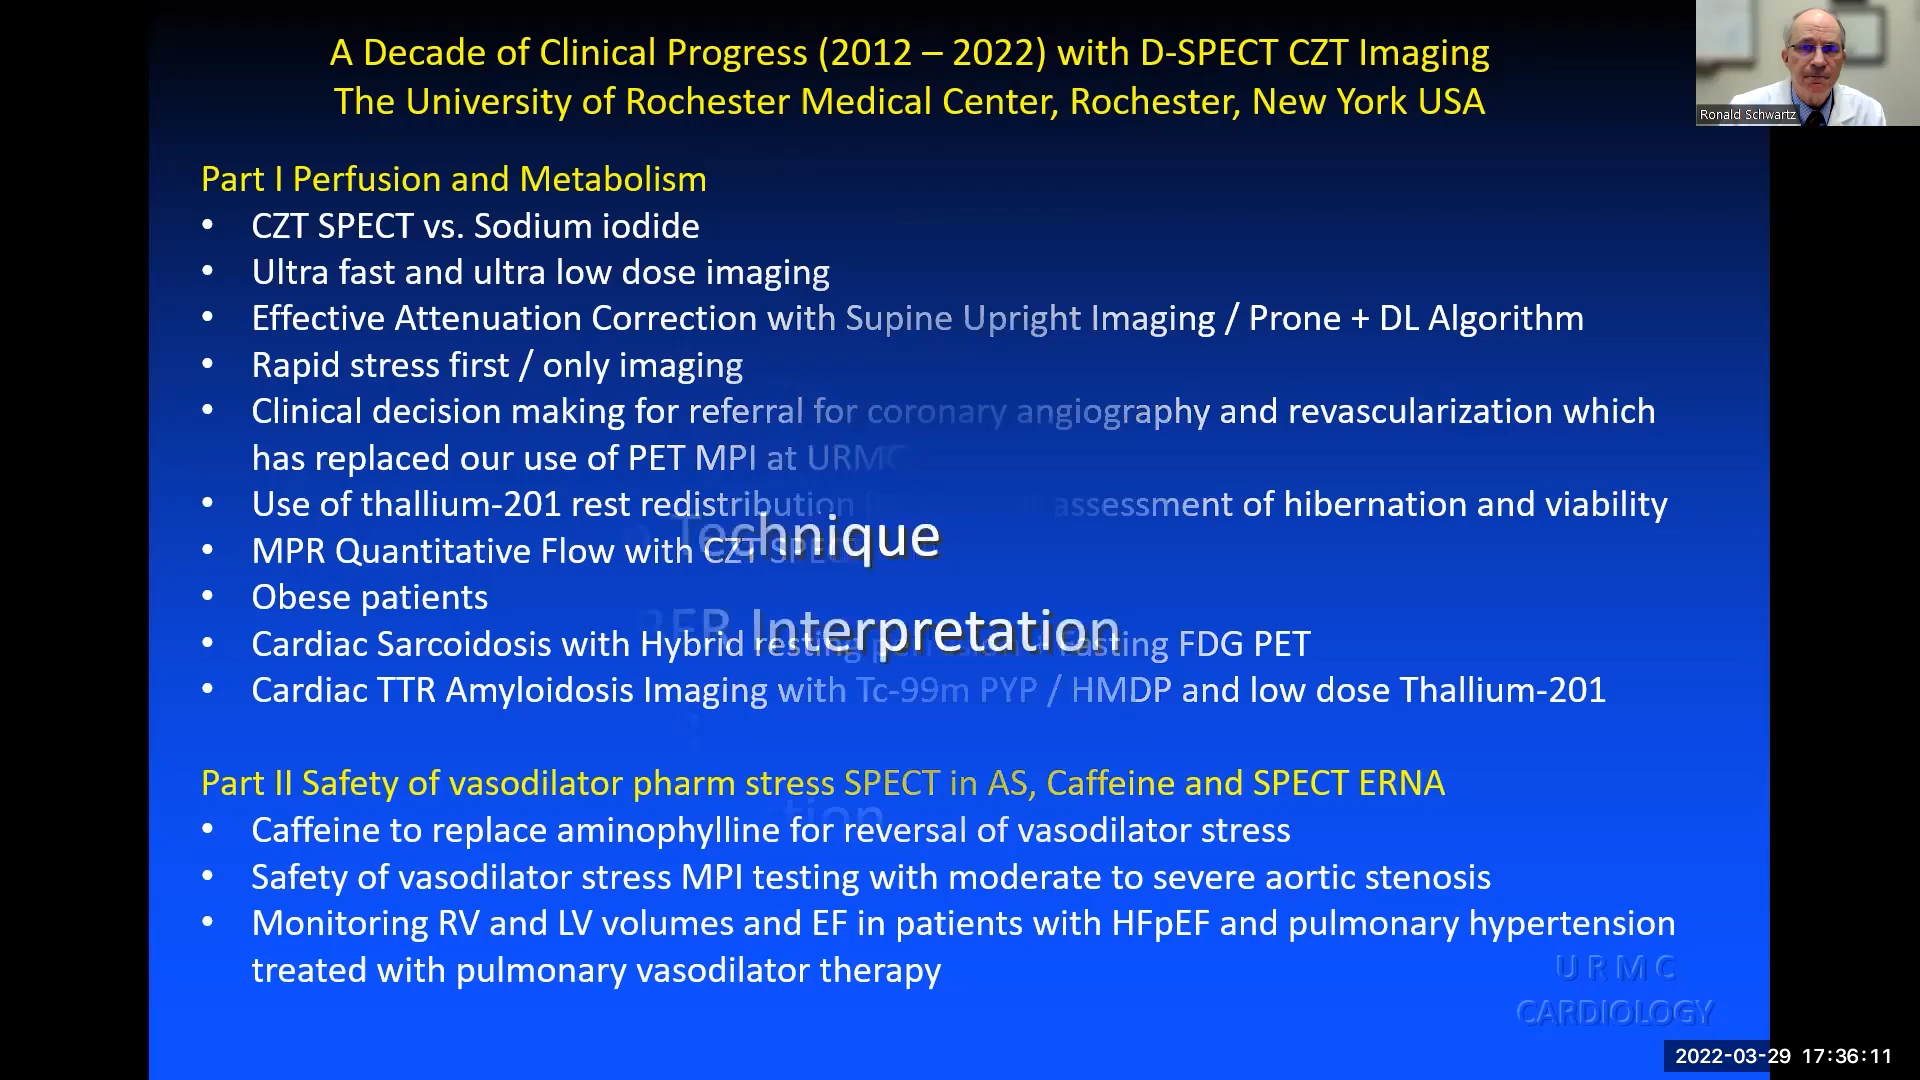 A Decade of Clinical Progress (2012 – 2022) with D-SPECT CZT Imaging
The University of Rochester Medical Center, Rochester, New York USA
Ronald Schwartz
Part I Perfusion and Metabolism
• CZT SPECT vs. Sodium iodide
• Ultra fast and ultra low dose imaging
• Effective Attenuation Correction with Supine Upright Imaging / Prone + DL Algorithm
• Rapid stress first / only imaging
• Clinical decision making for referral for coronary angiography and revascularization which
has replaced our use of PET MPI at URMC
• Use of thallium-201 rest redistribution assessment of hibernation and viability
Technique
• MPR Quantitative Flow with CZT SPECT
• Obese patients
Interpretation
• Cardiac Sarcoidosis with Hybrid resting fasting FDG PET
• Cardiac TTR Amyloidosis Imaging with Tc-99m PYP / HMDP and low dose Thallium-201
Part II Safety of vasodilator pharm stress SPECT in AS, Caffeine and SPECT ERNA
• Caffeine to replace aminophylline for reversal of vasodilator stress
• Safety of vasodilator stress MPI testing with moderate to severe aortic stenosis
• Monitoring RV and LV volumes and EF in patients with HFpEF and pulmonary hypertension
treated with pulmonary vasodilator therapy
U R M C
CARDIOLOGY
2022-03-29 17:36:11